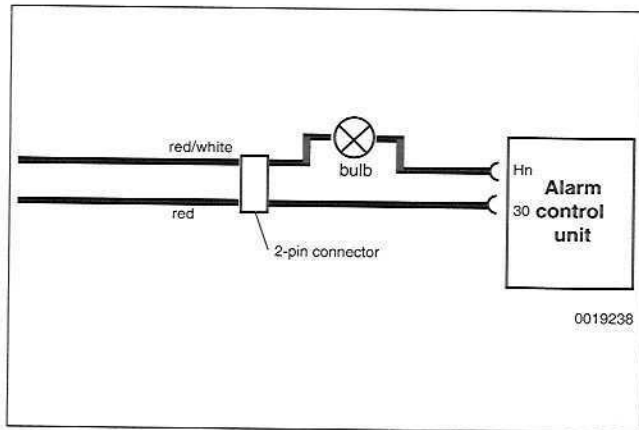 red/white
bulb
red
2-pin connector
Hn
30
Alarm
control
unit
0019238